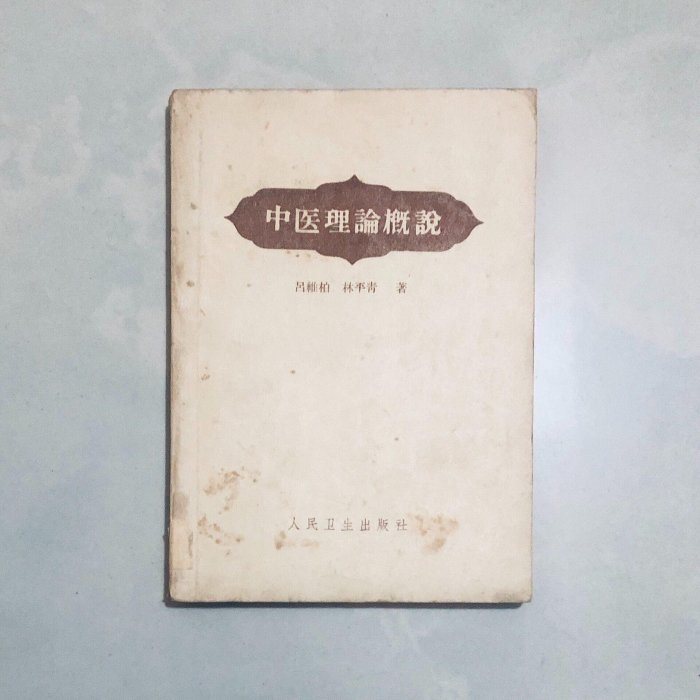 中医理論概說
呂維柏 林平青 著
人民卫生出版社